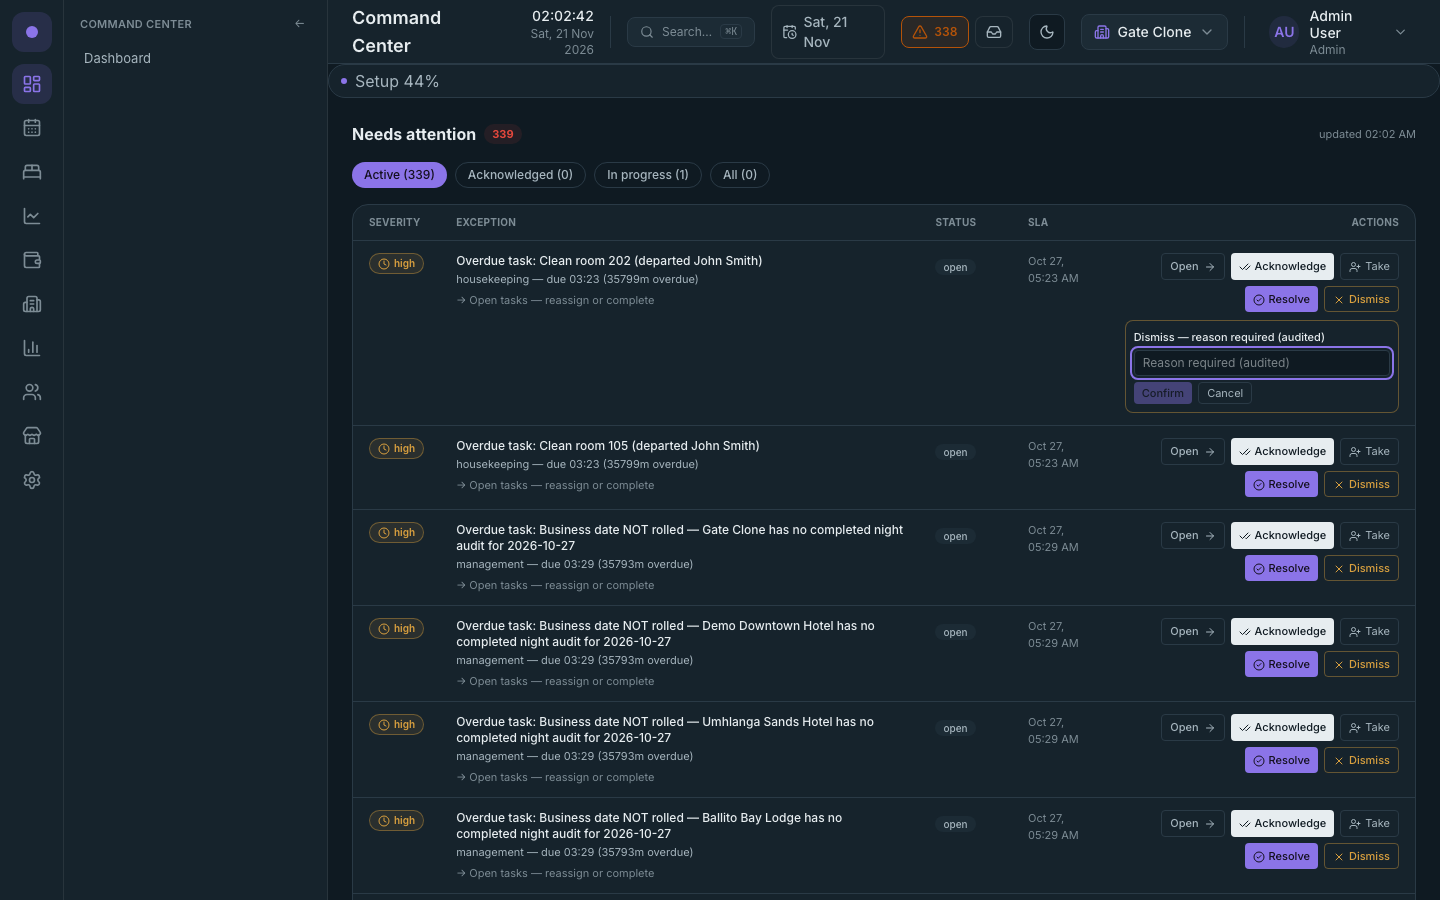 COMMAND CENTER ←
Dashboard
Command
Center
02:02:42
Sat, 21 Nov
2026
Search... ⌘K
Sat, 21
Nov
338
Gate Clone
AU
Admin
User
Admin
Setup 44%
Needs attention 339
updated 02:02 AM
Active (339) Acknowledged (0) In progress (1) All (0)
SEVERITY EXCEPTION STATUS SLA ACTIONS
high
Overdue task: Clean room 202 (departed John Smith)
housekeeping — due 03:23 (35799m overdue)
→ Open tasks — reassign or complete
open
Oct 27,
05:23 AM
Open → Acknowledge Take
Resolve Dismiss
Dismiss — reason required (audited)
Reason required (audited)
Confirm Cancel
high
Overdue task: Clean room 105 (departed John Smith)
housekeeping — due 03:23 (35799m overdue)
→ Open tasks — reassign or complete
open
Oct 27,
05:23 AM
Open → Acknowledge Take
Resolve Dismiss
high
Overdue task: Business date NOT rolled — Gate Clone has no completed night
audit for 2026-10-27
management — due 03:29 (35793m overdue)
→ Open tasks — reassign or complete
open
Oct 27,
05:29 AM
Open → Acknowledge Take
Resolve Dismiss
high
Overdue task: Business date NOT rolled — Demo Downtown Hotel has no
completed night audit for 2026-10-27
management — due 03:29 (35793m overdue)
→ Open tasks — reassign or complete
open
Oct 27,
05:29 AM
Open → Acknowledge Take
Resolve Dismiss
high
Overdue task: Business date NOT rolled — Umhlanga Sands Hotel has no
completed night audit for 2026-10-27
management — due 03:29 (35793m overdue)
→ Open tasks — reassign or complete
open
Oct 27,
05:29 AM
Open → Acknowledge Take
Resolve Dismiss
high
Overdue task: Business date NOT rolled — Ballito Bay Lodge has no
completed night audit for 2026-10-27
management — due 03:29 (35793m overdue)
→ Open tasks — reassign or complete
open
Oct 27,
05:29 AM
Open → Acknowledge Take
Resolve Dismiss